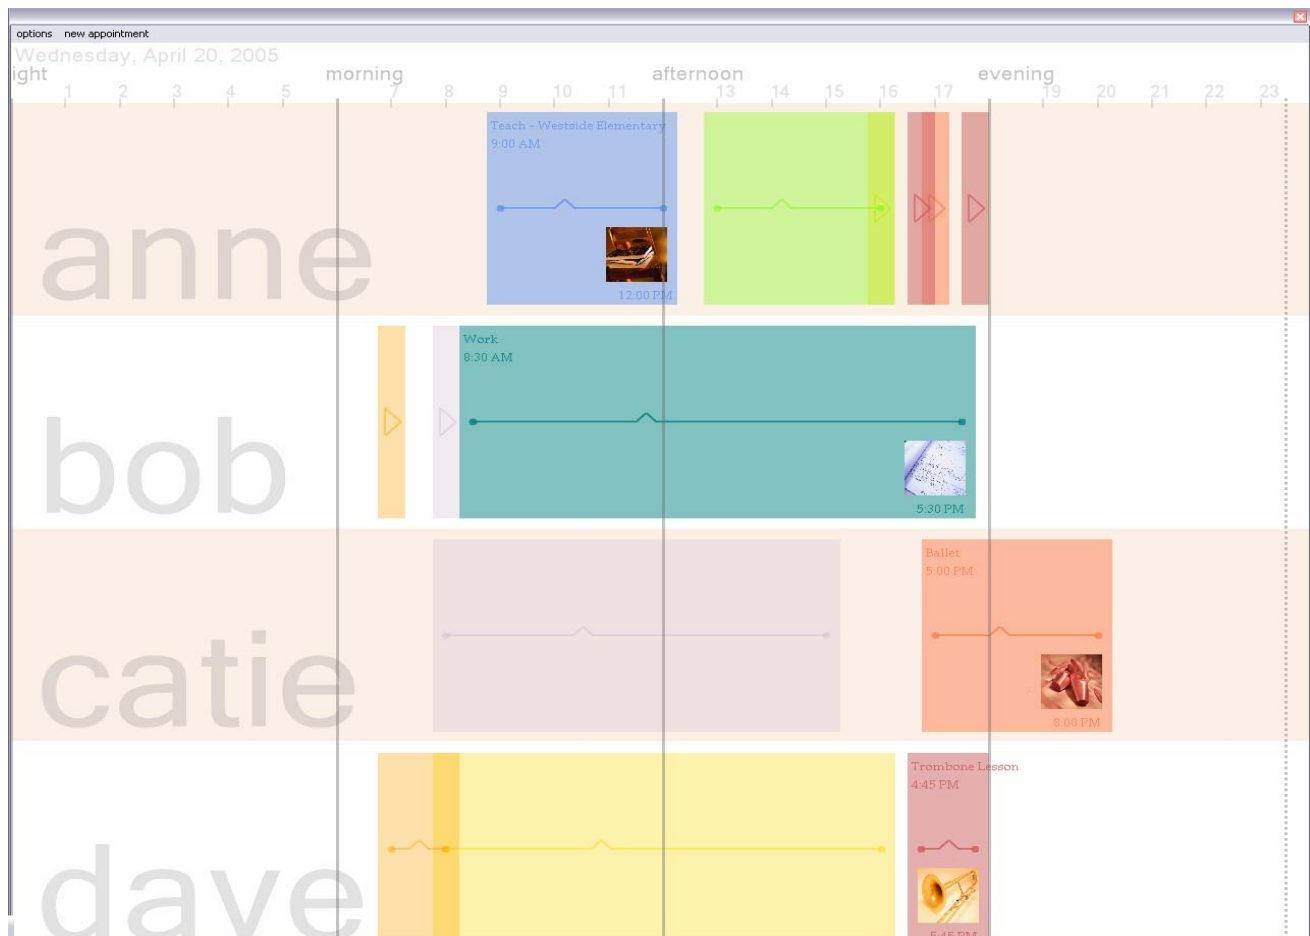 options new appointment
Wednesday, April 20, 2005
ight morning afternoon evening
1 2 3 4 5 7 8 9 10 11 13 14 15 16 17 19 20 21 22 23
Teach - Westside Elementary
9:00 AM
anne
12:00 PM
Work
8:30 AM
bob
5:30 PM
Ballet
5:00 PM
catie
8:00 PM
Trombone Lesson
4:45 PM
dave
5:45 PM